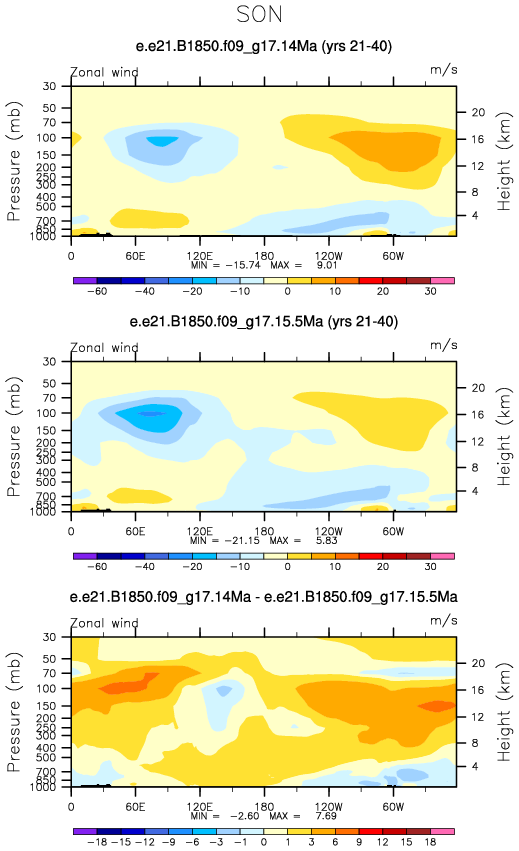 SON
e.e21.B1850.f09_g17.14Ma (yrs 21-40)
Zonal wind m/s
Pressure (mb)
30
50
70
100
150
200
250
300
400
500
700
850
1000
20
16
12
8
4
Height (km)
0 60E 120E 180 120W 60W
MIN = -15.74 MAX = 9.01
-60 -40 -20 -10 0 10 20 30
e.e21.B1850.f09_g17.15.5Ma (yrs 21-40)
Zonal wind m/s
Pressure (mb)
30
50
70
100
150
200
250
300
400
500
700
850
1000
20
16
12
8
4
Height (km)
0 60E 120E 180 120W 60W
MIN = -21.15 MAX = 5.83
-60 -40 -20 -10 0 10 20 30
e.e21.B1850.f09_g17.14Ma - e.e21.B1850.f09_g17.15.5Ma
Zonal wind m/s
Pressure (mb)
30
50
70
100
150
200
250
300
400
500
700
850
1000
20
16
12
8
4
Height (km)
0 60E 120E 180 120W 60W
MIN = -2.60 MAX = 7.69
-18 -15 -12 -9 -6 -3 -1 0 1 3 6 9 12 15 18